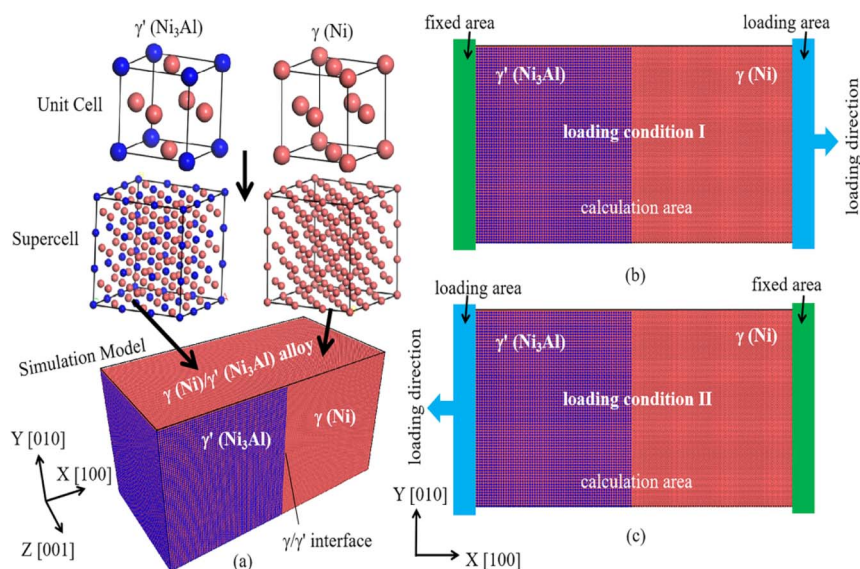 γ' (Ni₃Al)
γ (Ni)
Unit Cell
Supercell
Simulation Model
γ (Ni)/γ' (Ni₃Al) alloy
γ' (Ni₃Al)
γ (Ni)
Y [010]
X [100]
Z [001]
γ/γ' interface
(a)
fixed area
loading area
γ' (Ni₃Al)
γ (Ni)
loading condition I
calculation area
loading direction
(b)
loading area
fixed area
γ' (Ni₃Al)
γ (Ni)
loading condition II
calculation area
loading direction
Y [010]
X [100]
(c)